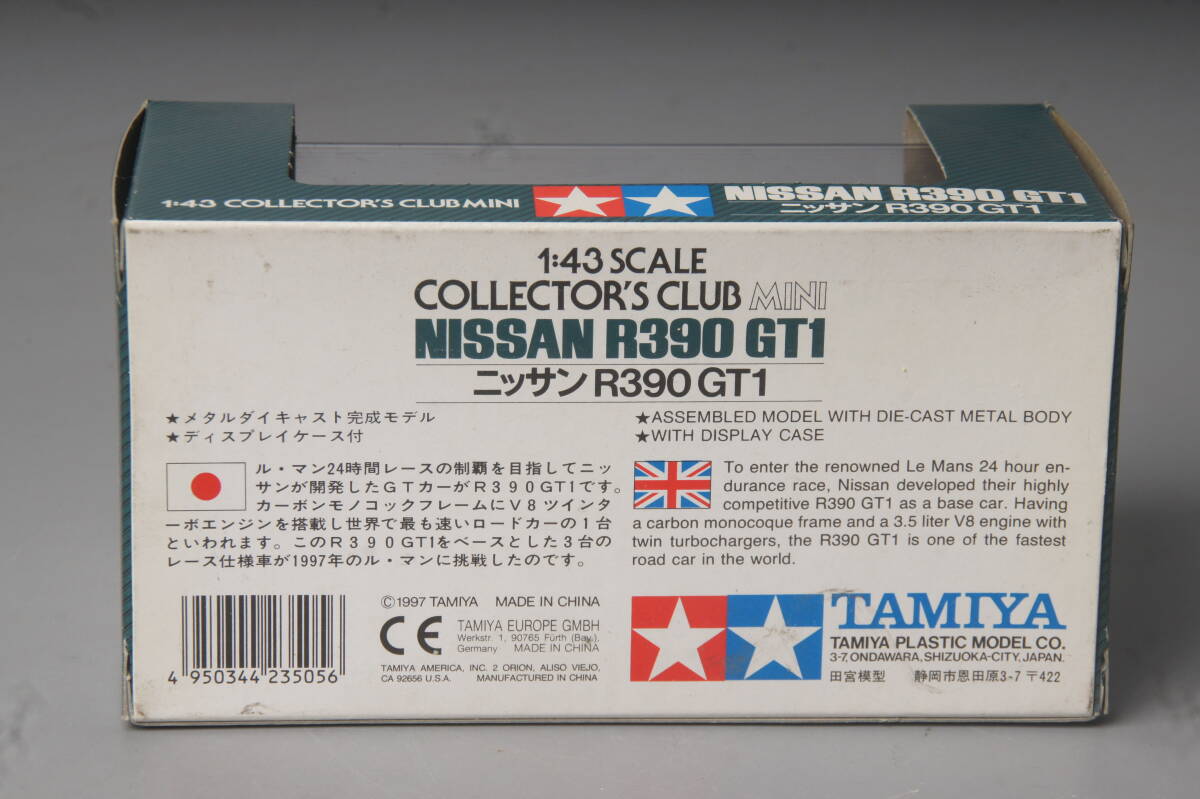 1:43 COLLECTOR'S CLUB MINI
NISSAN R390 GT1
ニッサン R390 GT1
1:43 SCALE
COLLECTOR'S CLUB MINI
NISSAN R390 GT1
ニッサン R390 GT1
★メタルダイキャスト完成モデル
★ディスプレイケース付
★ASSEMBLED MODEL WITH DIE-CAST METAL BODY
★WITH DISPLAY CASE
ル・マン24時間レースの制覇を目指してニッ
サンが開発したGTカーがR390GT1です。
カーボンモノコックフレームにV8ツインタ
ーボエンジンを搭載し世界で最も速いロードカーの1台
といわれます。このR390GT1をベースとした3台の
レース仕様車が1997年のル・マンに挑戦したのです。
To enter the renowned Le Mans 24 hour en-
durance race, Nissan developed their highly
competitive R390 GT1 as a base car. Having
a carbon monocoque frame and a 3.5 liter V8 engine with
twin turbochargers, the R390 GT1 is one of the fastest
road car in the world.
4 950344 235056
©1997 TAMIYA MADE IN CHINA
CE
TAMIYA EUROPE GMBH
Werkstr. 1, 90765 Fürth (Bay.),
Germany MADE IN CHINA
TAMIYA AMERICA, INC. 2 ORION, ALISO VIEJO,
CA 92656 U.S.A. MANUFACTURED IN CHINA
TAMIYA
TAMIYA PLASTIC MODEL CO.
3-7, ONDAWARA, SHIZUOKA-CITY, JAPAN.
田宮模型 静岡市恩田原3-7 〒422